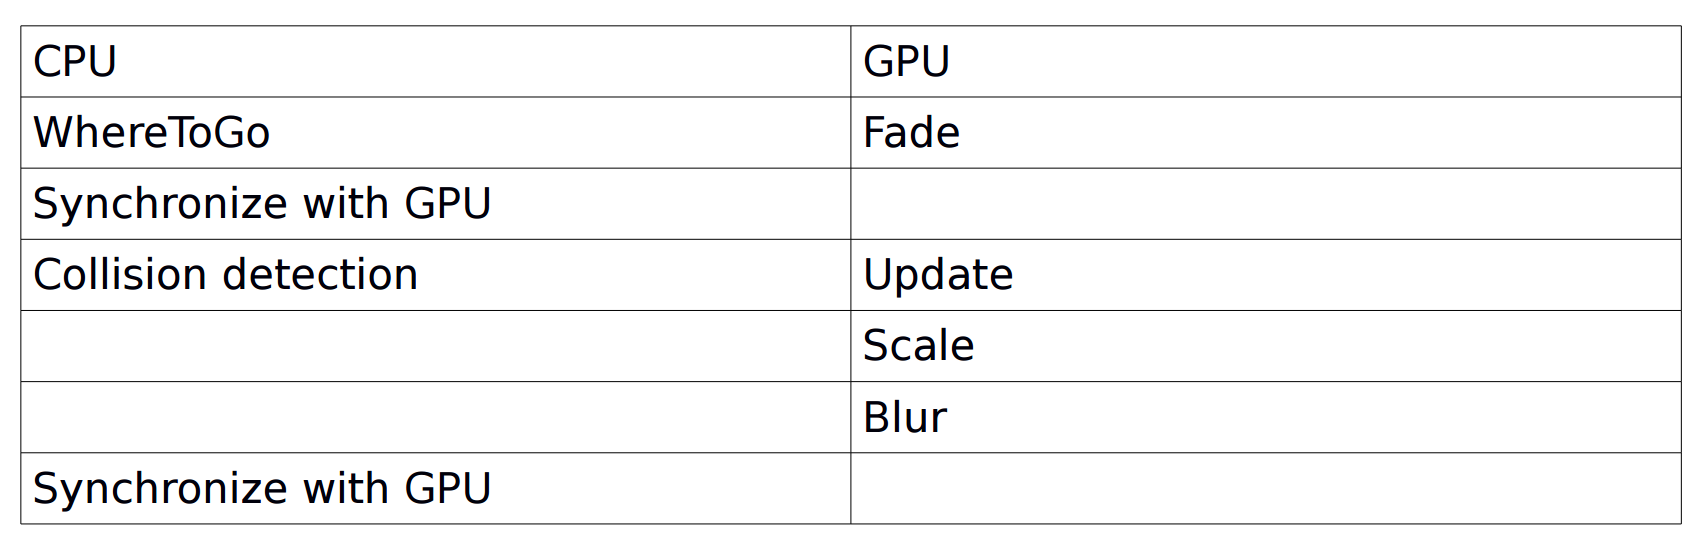 CPU GPU
WhereToGo Fade
Synchronize with GPU
Collision detection Update
Scale
Blur
Synchronize with GPU